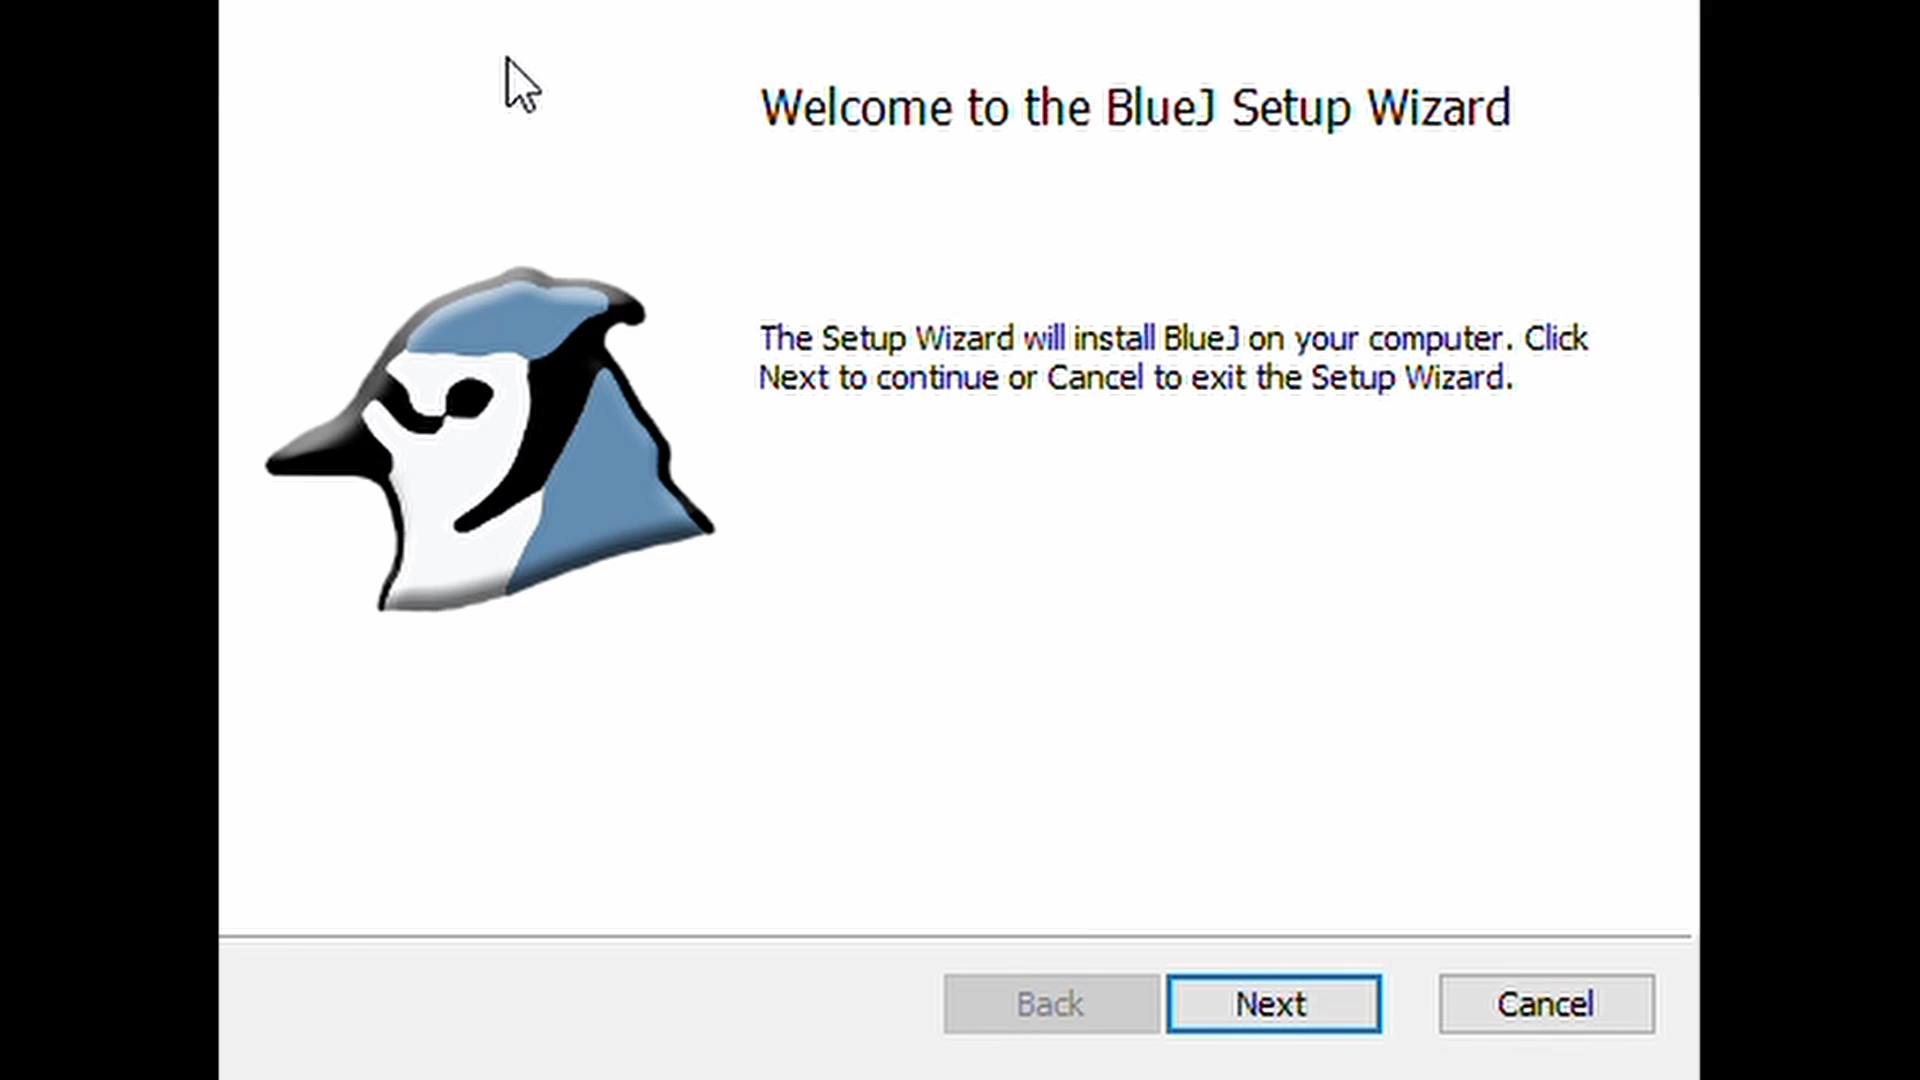 Welcome to the BlueJ Setup Wizard
The Setup Wizard will install BlueJ on your computer. Click
Next to continue or Cancel to exit the Setup Wizard.
Back
Next
Cancel